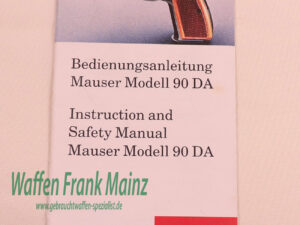 Bedienungsanleitung
Mauser Modell 90 DA
Instruction and
Safety Manual
Mauser Modell 90 DA
Waffen Frank Mainz
www.gebrauchtwaffen-spezialist.de